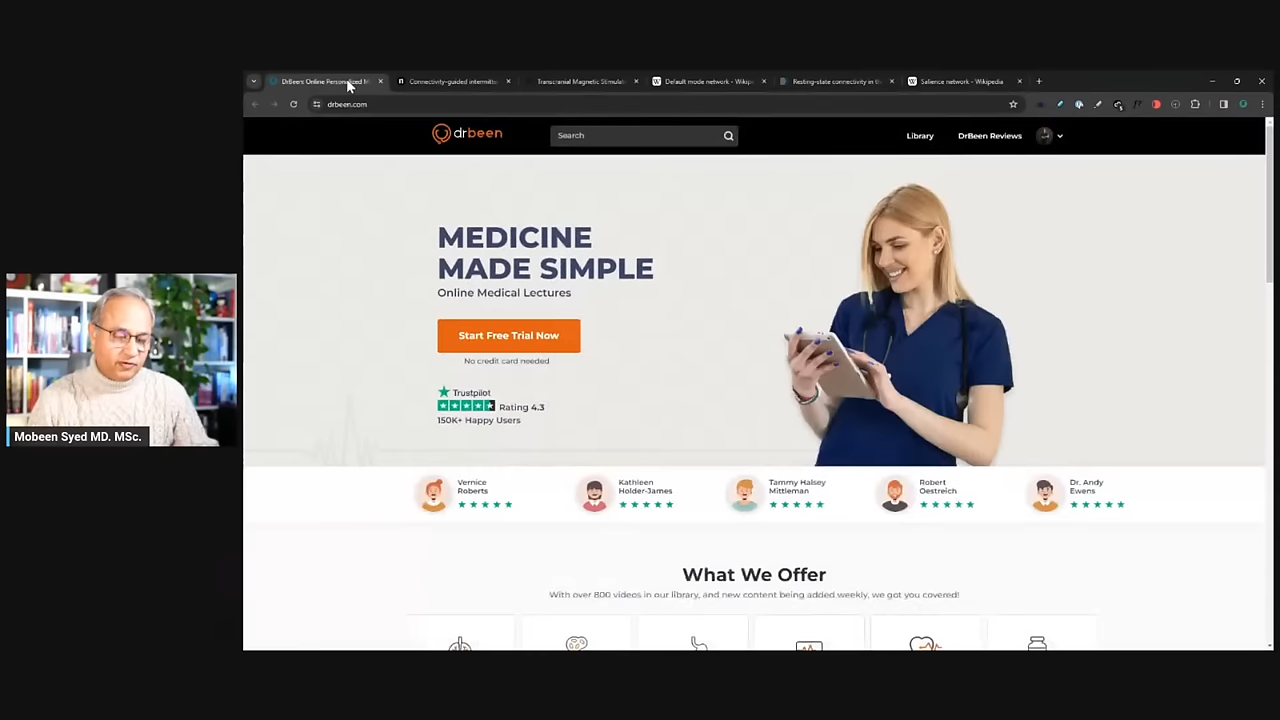 DrBeen: Online Personalized M
Connectivity-guided intermitte
Transcranial Magnetic Stimulat
Default mode network - Wikip
Resting-state connectivity in th
Salience network - Wikipedia
drbeen.com
drbeen
Search
Library
DrBeen Reviews
MEDICINE
MADE SIMPLE
Online Medical Lectures
Start Free Trial Now
No credit card needed
Trustpilot
Rating 4.3
150K+ Happy Users
Mobeen Syed MD. MSc.
Vernice
Roberts
Kathleen
Holder-James
Tammy Halsey
Mittleman
Robert
Oestreich
Dr. Andy
Ewens
What We Offer
With over 800 videos in our library, and new content being added weekly, we got you covered!